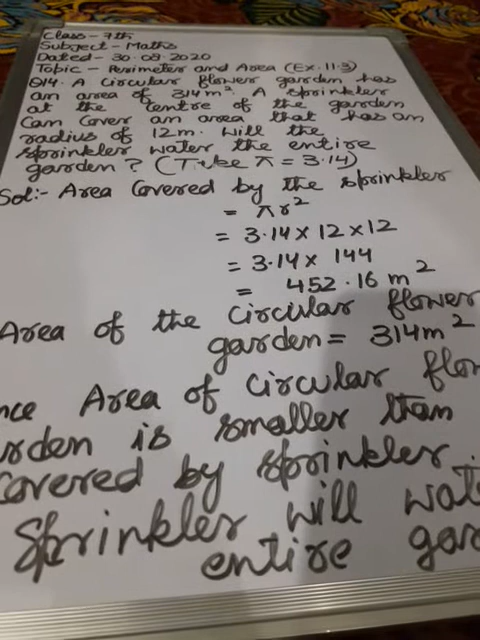 Class - 7th
Subject - Maths
Dated - 30.09.2020
Topic - Perimeter and Area (Ex. 11.3)
Q14. A Circular flower garden has
an area of 314m². A sprinkler
at the Centre of the garden
Can Cover an area that has an
radius of 12m. Will the
sprinkler water the entire
garden? (Take π = 3.14)
Sol:- Area Covered by the sprinkler
= πr²
= 3.14 × 12 × 12
= 3.14 × 144
= 452.16 m²
Area of the Circular flower
garden = 314m²
Area of Circular
is smaller than
Covered by sprinkler.
Sprinkler will
entire